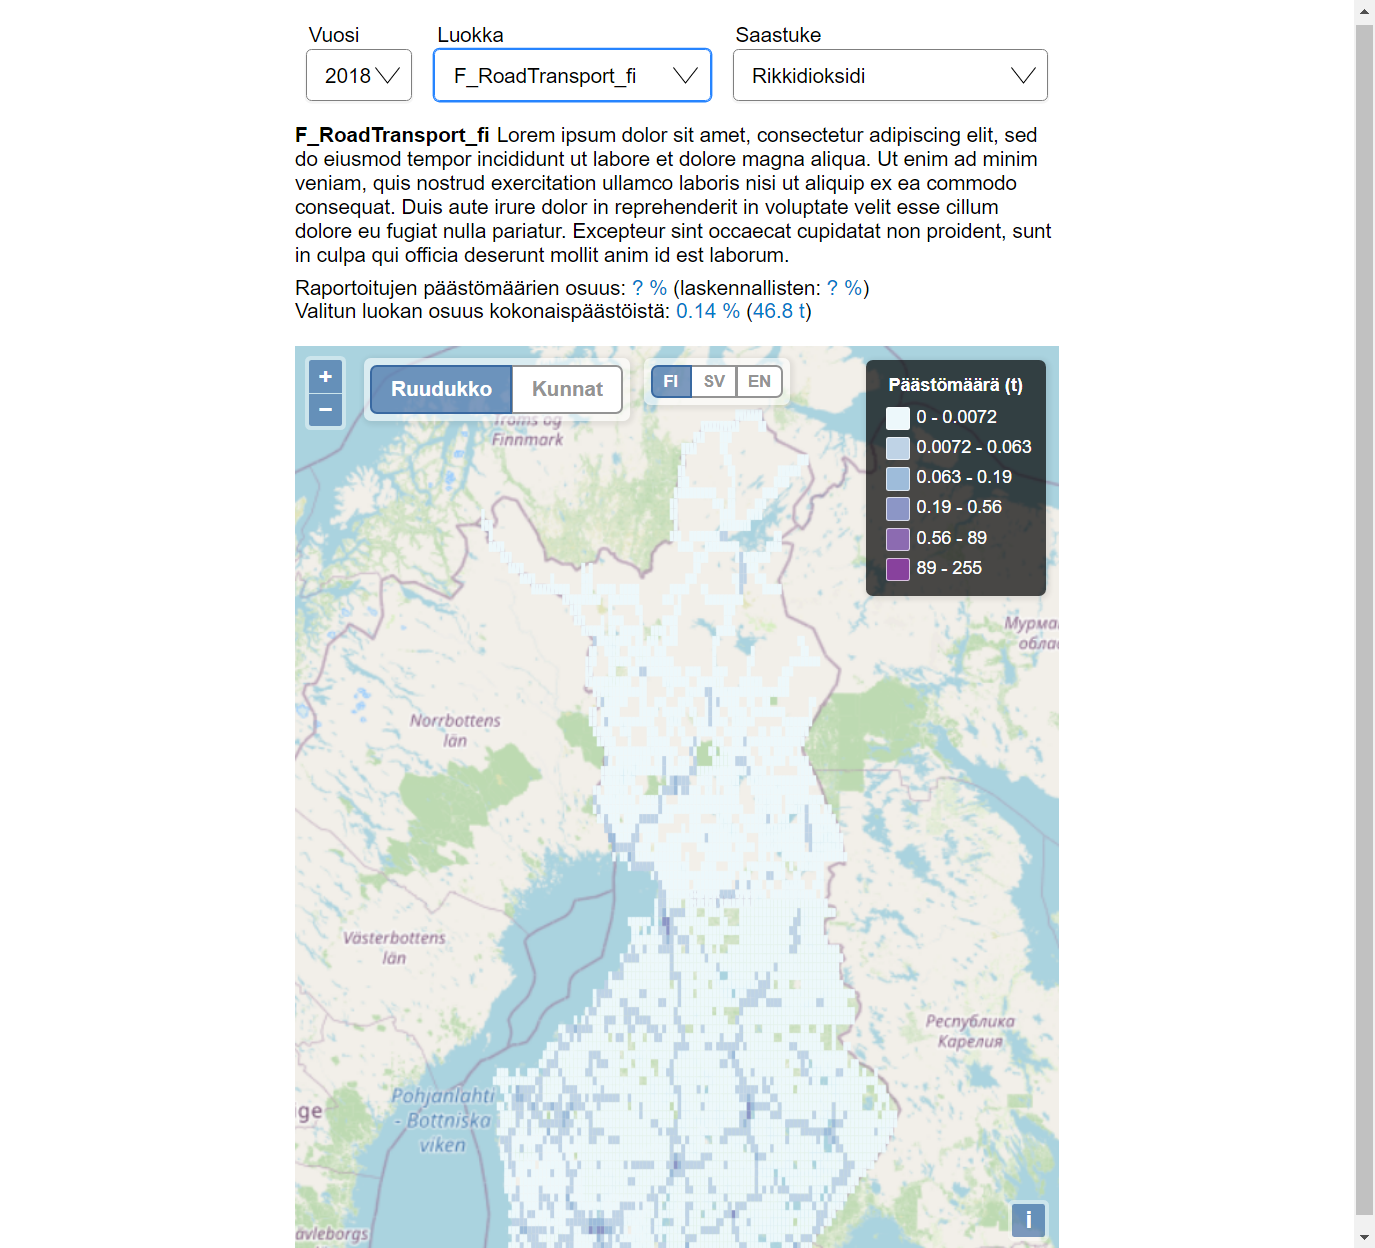 Vuosi
Luokka
Saastuke
2018
F_RoadTransport_fi
Rikkidioksidi
F_RoadTransport_fi Lorem ipsum dolor sit amet, consectetur adipiscing elit, sed
do eiusmod tempor incididunt ut labore et dolore magna aliqua. Ut enim ad minim
veniam, quis nostrud exercitation ullamco laboris nisi ut aliquip ex ea commodo
consequat. Duis aute irure dolor in reprehenderit in voluptate velit esse cillum
dolore eu fugiat nulla pariatur. Excepteur sint occaecat cupidatat non proident, sunt
in culpa qui officia deserunt mollit anim id est laborum.
Raportoitujen päästömäärien osuus: ? % (laskennallisten: ? %)
Valitun luokan osuus kokonaispäästöistä: 0.14 % (46.8 t)
+
−
Ruudukko
Kunnat
FI
SV
EN
Päästömäärä (t)
0 - 0.0072
0.0072 - 0.063
0.063 - 0.19
0.19 - 0.56
0.56 - 89
89 - 255
Troms og
Finnmark
Мурма
обла
Norrbottens
län
Västerbottens
län
Республика
Карелия
Pohjanlahti
- Bottniska
viken
ige
ävleborgs
i